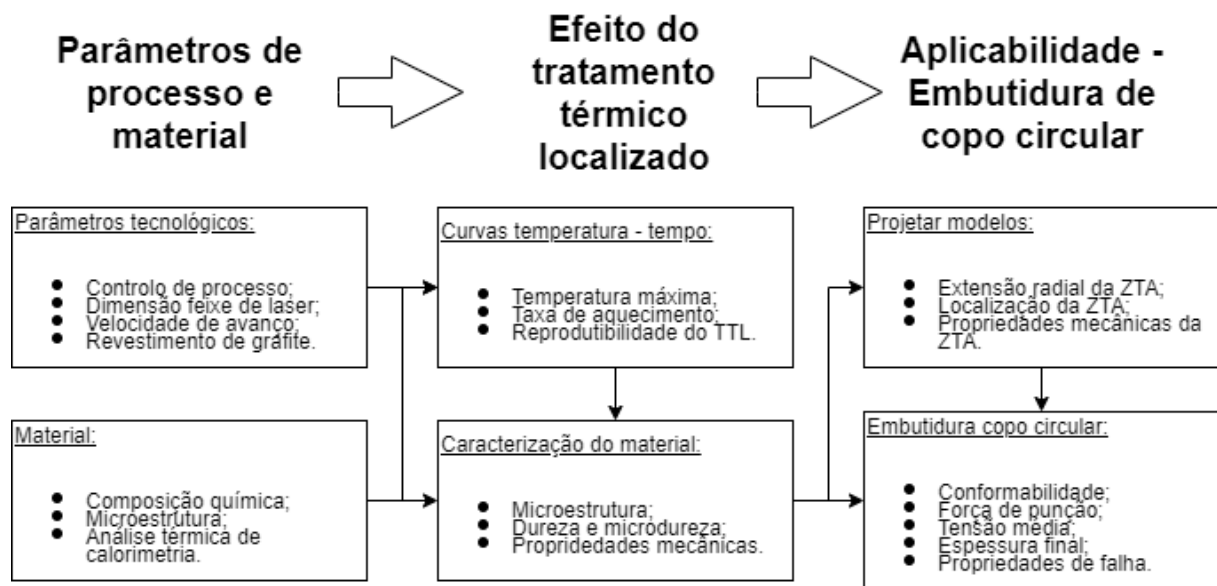 Parâmetros de
processo e
material
Efeito do
tratamento
térmico
localizado
Aplicabilidade -
Embutidura de
copo circular
Parâmetros tecnológicos:
Controlo de processo;
Dimensão feixe de laser;
Velocidade de avanço;
Revestimento de grafite.
Material:
Composição química;
Microestrutura;
Análise térmica de
calorimetria.
Curvas temperatura - tempo:
Temperatura máxima;
Taxa de aquecimento;
Reprodutibilidade do TTL.
Caracterização do material:
Microestrutura;
Dureza e microdureza;
Propridedades mecânicas.
Projetar modelos:
Extensão radial da ZTA;
Localização da ZTA;
Propriedades mecânicas da
ZTA.
Embutidura copo circular:
Conformabilidade;
Força de punção;
Tensão média;
Espessura final;
Propriedades de falha.